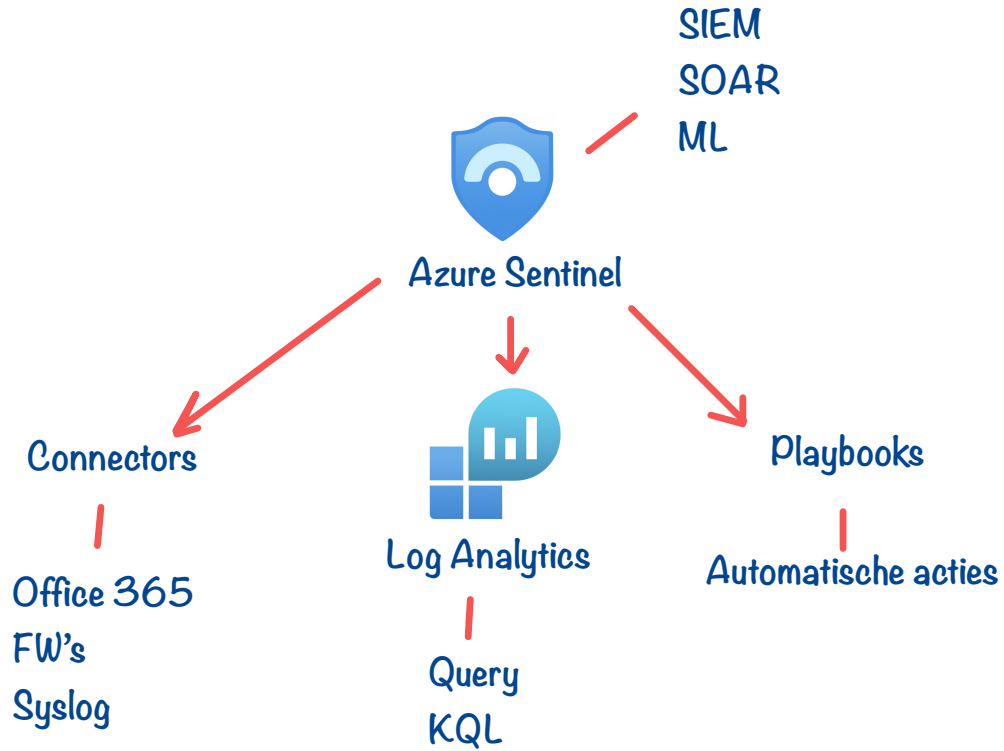 SIEM
SOAR
ML
Azure Sentinel
Connectors
Office 365
FW's
Syslog
Log Analytics
Query
KQL
Playbooks
Automatische acties